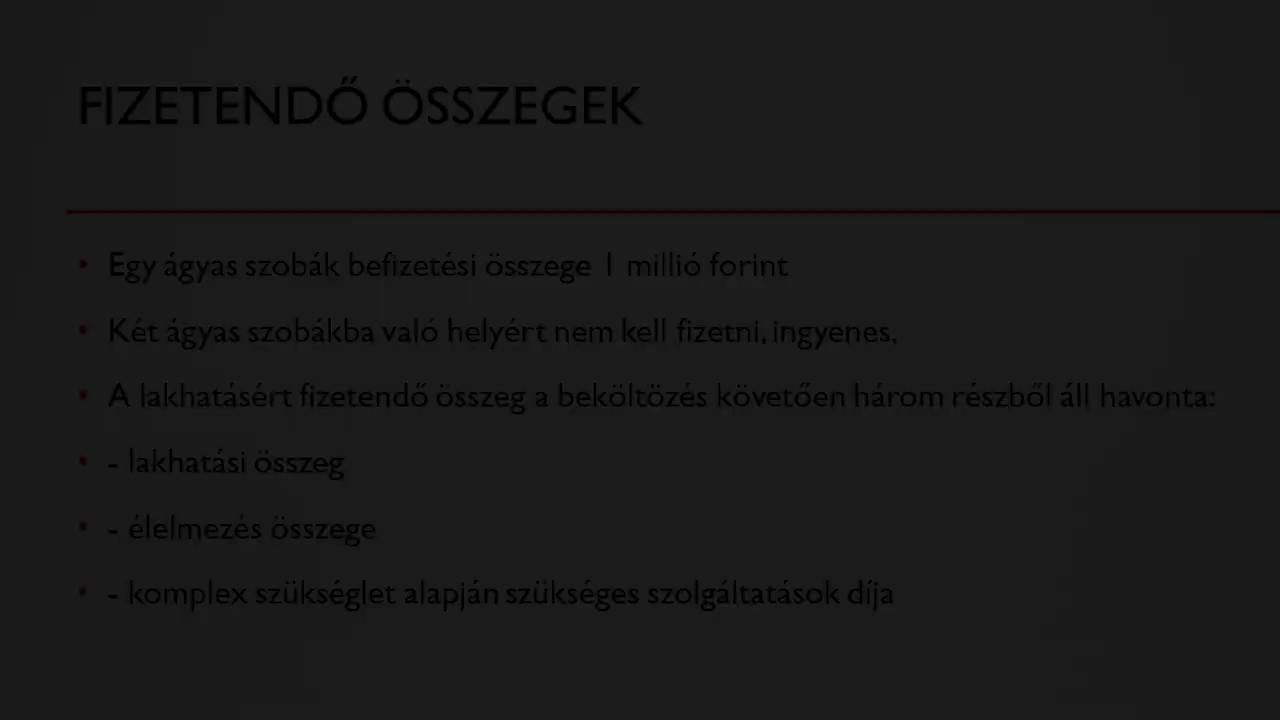 FIZETENDŐ ÖSSZEGEK
• Egy ágyas szobák befizetési összege 1 millió forint
• Két ágyas szobákba való helyért nem kell fizetni, ingyenes,
• A lakhatásért fizetendő összeg a beköltözés követően három részből áll havonta:
• - lakhatási összeg
• - élelmezés összege
• - komplex szükséglet alapján szükséges szolgáltatások díja